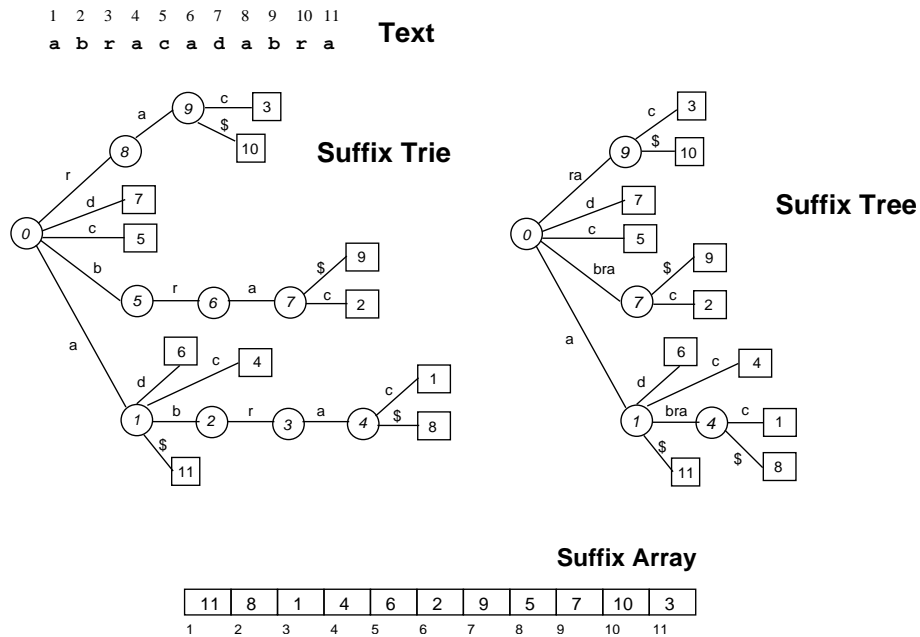 1 2 3 4 5 6 7 8 9 10 11
a b r a c a d a b r a
Text
a 9 c 3
8 $ 10
Suffix Trie
r
d 7
0 c 5
b
5 r 6 a 7 $ 9
c 2
a
6 c 4
d
1 b 2 r 3 a 4 c 1
$ 8
$ 11
c 3
9 $ 10
ra
d 7
Suffix Tree
0 c 5
bra
7 $ 9
c 2
a
6 c 4
d
1 bra 4 c 1
$ 11
$ 8
Suffix Array
11 8 1 4 6 2 9 5 7 10 3
1 2 3 4 5 6 7 8 9 10 11